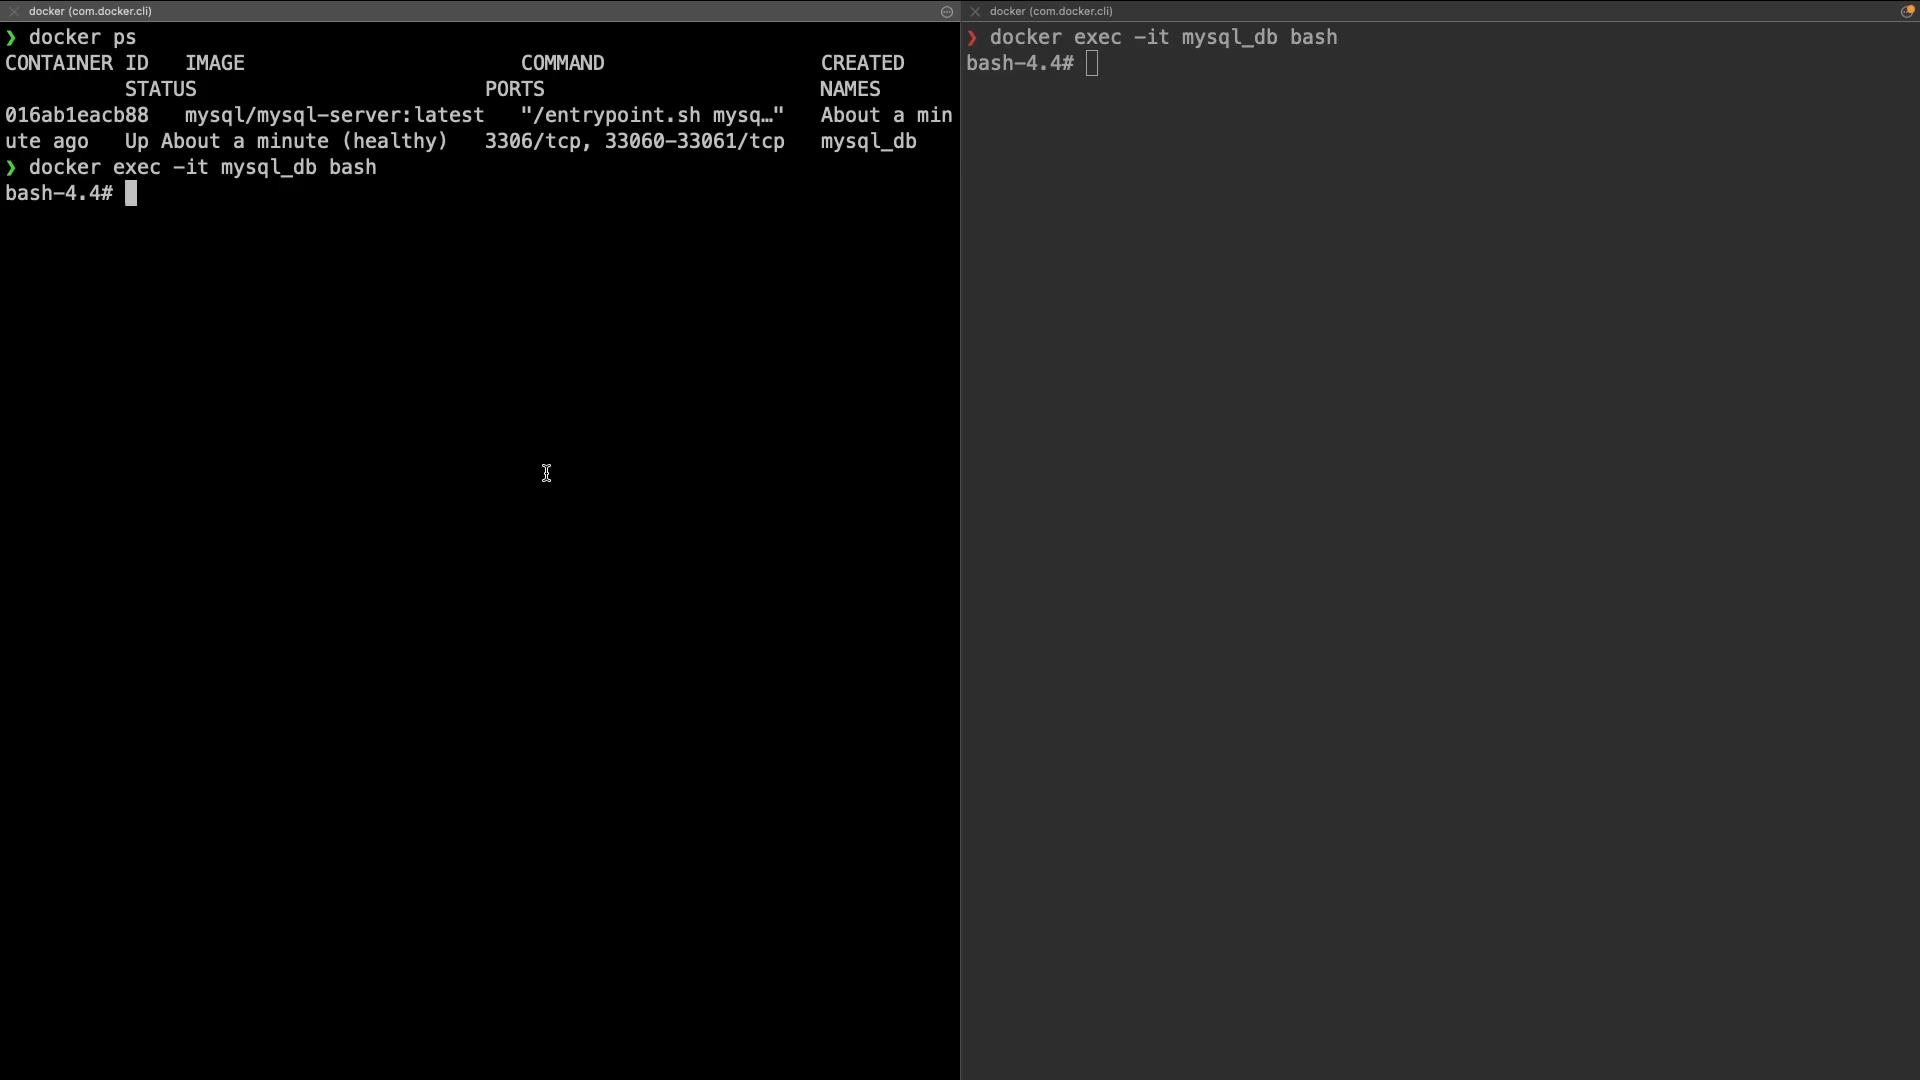 docker (com.docker.cli)
❯ docker ps
CONTAINER ID   IMAGE                       COMMAND                  CREATED
          STATUS                        PORTS                       NAMES
016ab1eacb88   mysql/mysql-server:latest   "/entrypoint.sh mysq…"   About a min
ute ago   Up About a minute (healthy)   3306/tcp, 33060-33061/tcp   mysql_db
❯ docker exec -it mysql_db bash
bash-4.4#
docker (com.docker.cli)
❯ docker exec -it mysql_db bash
bash-4.4#